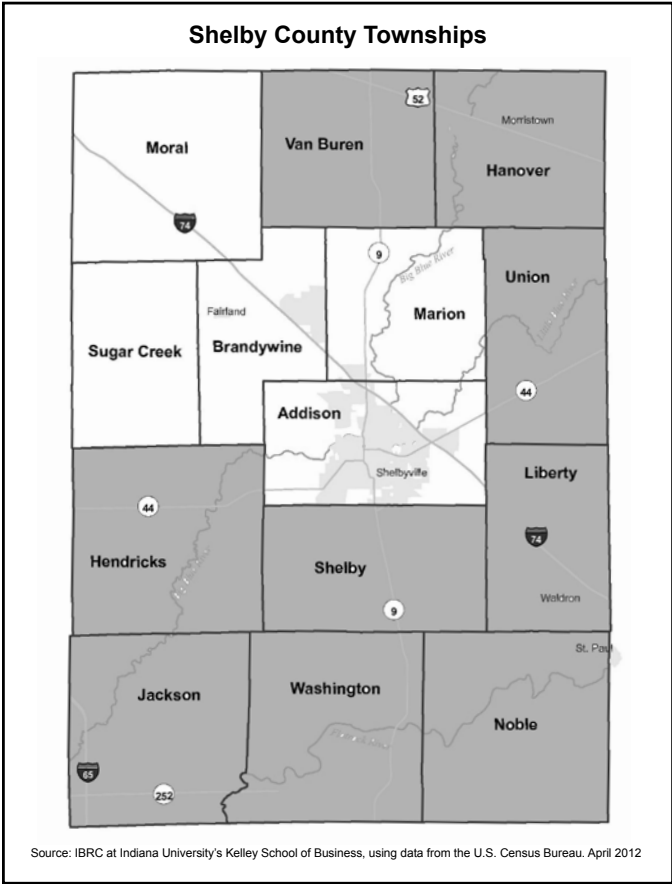 Shelby County Townships
52
Morristown
Moral
Van Buren
Hanover
74
9
Big Blue River
Union
Fairland
Marion
Sugar Creek
Brandywine
44
Addison
Shelbyville
Liberty
44
74
Hendricks
Shelby
Waldron
9
St. Paul
Jackson
Washington
Noble
65
252
Source: IBRC at Indiana University's Kelley School of Business, using data from the U.S. Census Bureau. April 2012